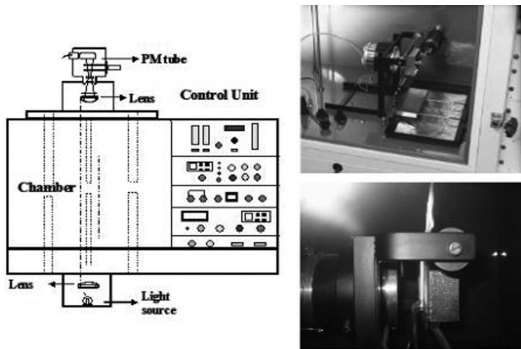 PM tube
Lens
Control Unit
Chamber
Lens
Light
source